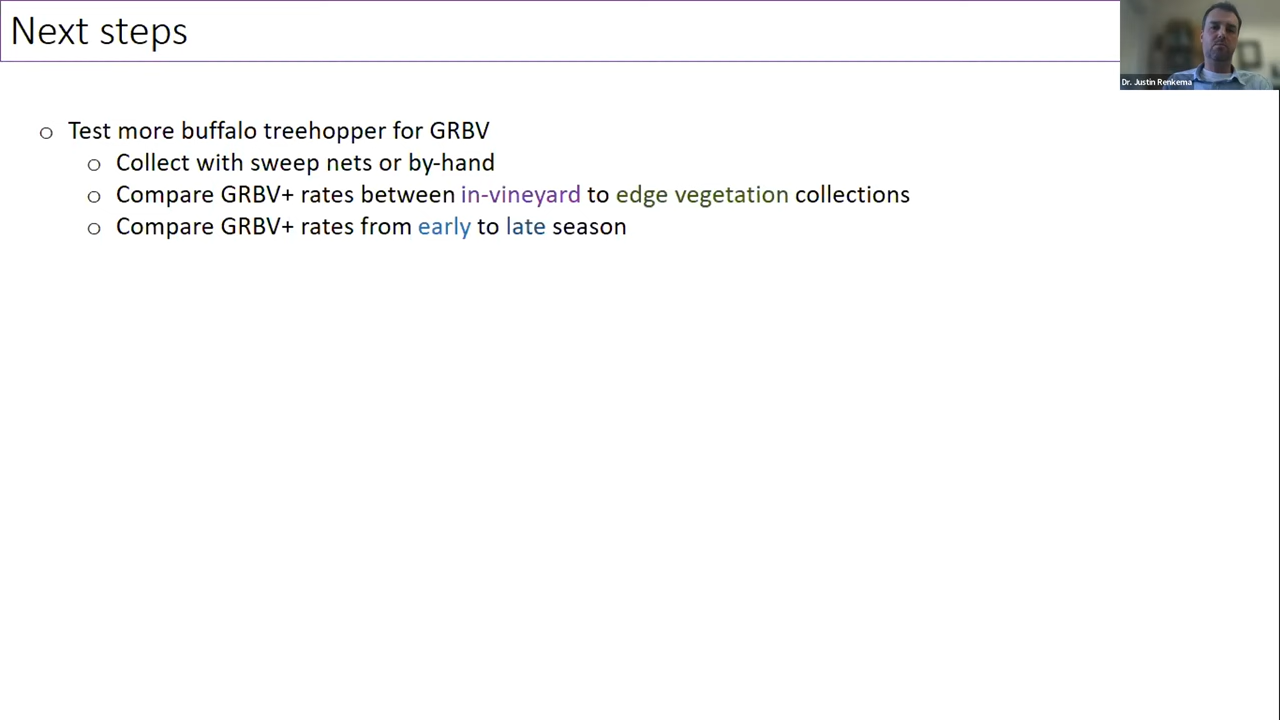 Next steps
Dr. Justin Renkema
o Test more buffalo treehopper for GRBV
o Collect with sweep nets or by-hand
o Compare GRBV+ rates between in-vineyard to edge vegetation collections
o Compare GRBV+ rates from early to late season